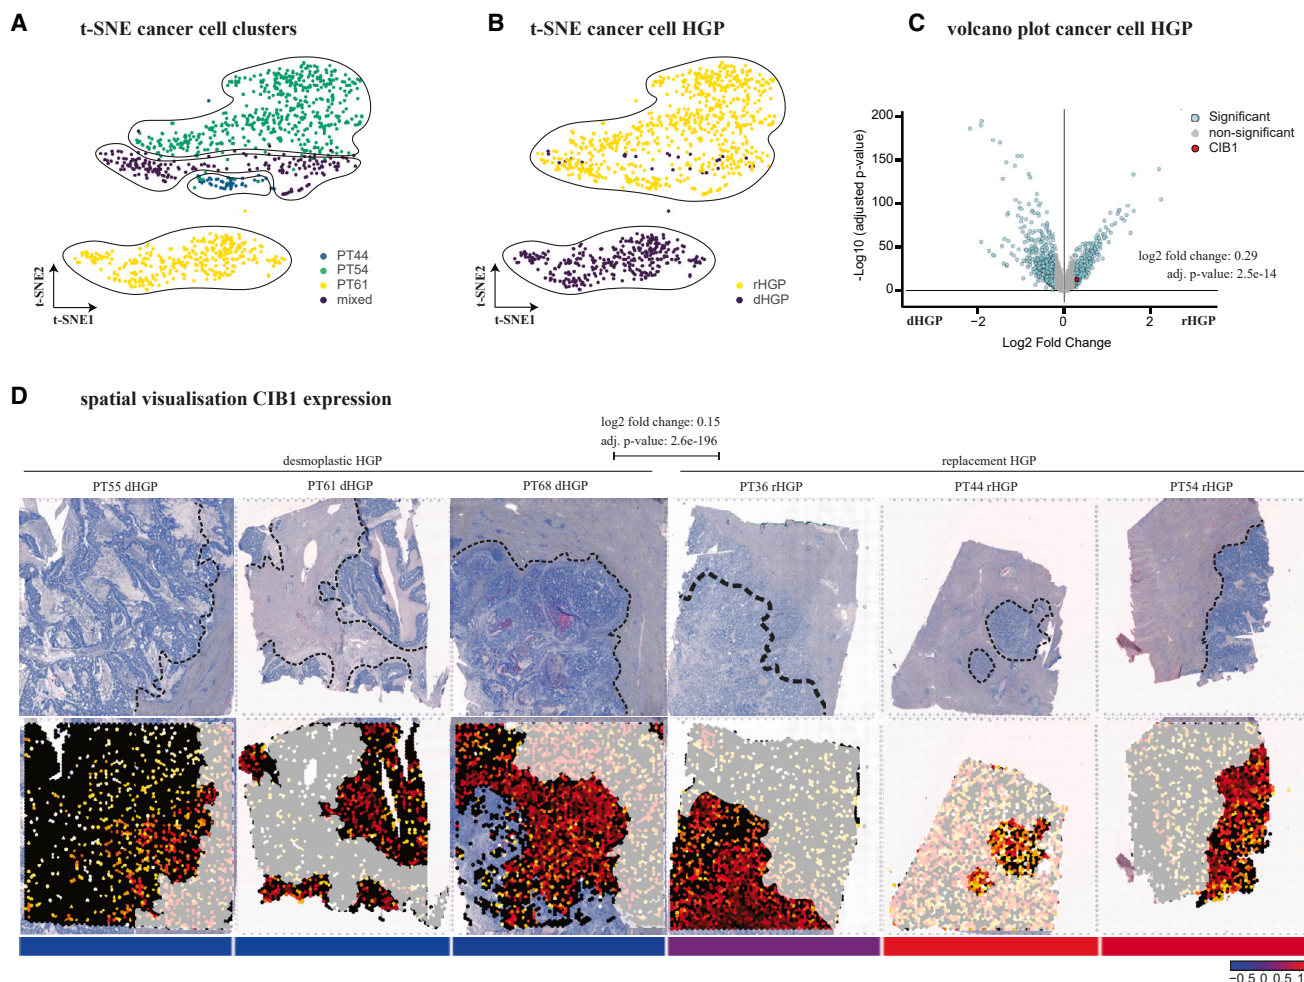 A t-SNE cancer cell clusters
B t-SNE cancer cell HGP
C volcano plot cancer cell HGP
t-SNE2
t-SNE1
PT44
PT54
PT61
mixed
t-SNE2
t-SNE1
rHGP
dHGP
-Log10 (adjusted p-value)
200
150
100
50
0
Significant
non-significant
CIB1
log2 fold change: 0.29
adj. p-value: 2.5e-14
dHGP −2 0 2 rHGP
Log2 Fold Change
D spatial visualisation CIB1 expression
log2 fold change: 0.15
adj. p-value: 2.6e-196
desmoplastic HGP replacement HGP
PT55 dHGP PT61 dHGP PT68 dHGP PT36 rHGP PT44 rHGP PT54 rHGP
−0.5 0 0.5 1